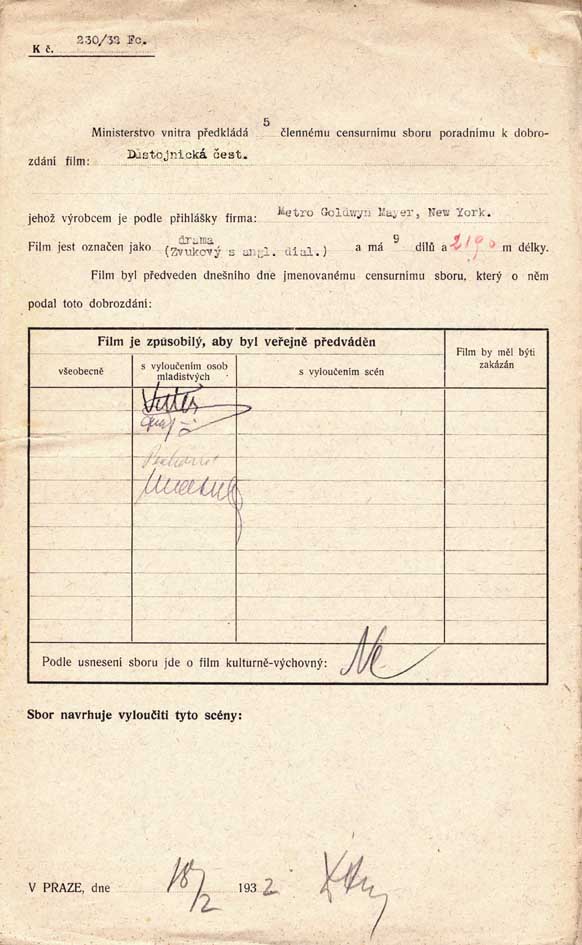 K č. 230/32 Fc.
Ministerstvo vnitra předkládá 5 člennému censurnímu sboru poradnímu k dobro-
zdání film: Důstojnická čest.
jehož výrobcem je podle přihlášky firma: Metro Goldwyn Mayer, New York.
Film jest označen jako drama (Zvukový s angl. dial.) a má 9 dílů a 2190 m délky.
Film byl předveden dnešního dne jmenovanému censurnímu sboru, který o něm
podal toto dobrozdání:
Film je způsobilý, aby byl veřejně předváděn
Film by měl býti
zakázán
všeobecně
s vyloučením osob
mladistvých
s vyloučením scén
Podle usnesení sboru jde o film kulturně-výchovný: Ne
Sbor navrhuje vyloučiti tyto scény:
V PRAZE, dne 18/2 1932